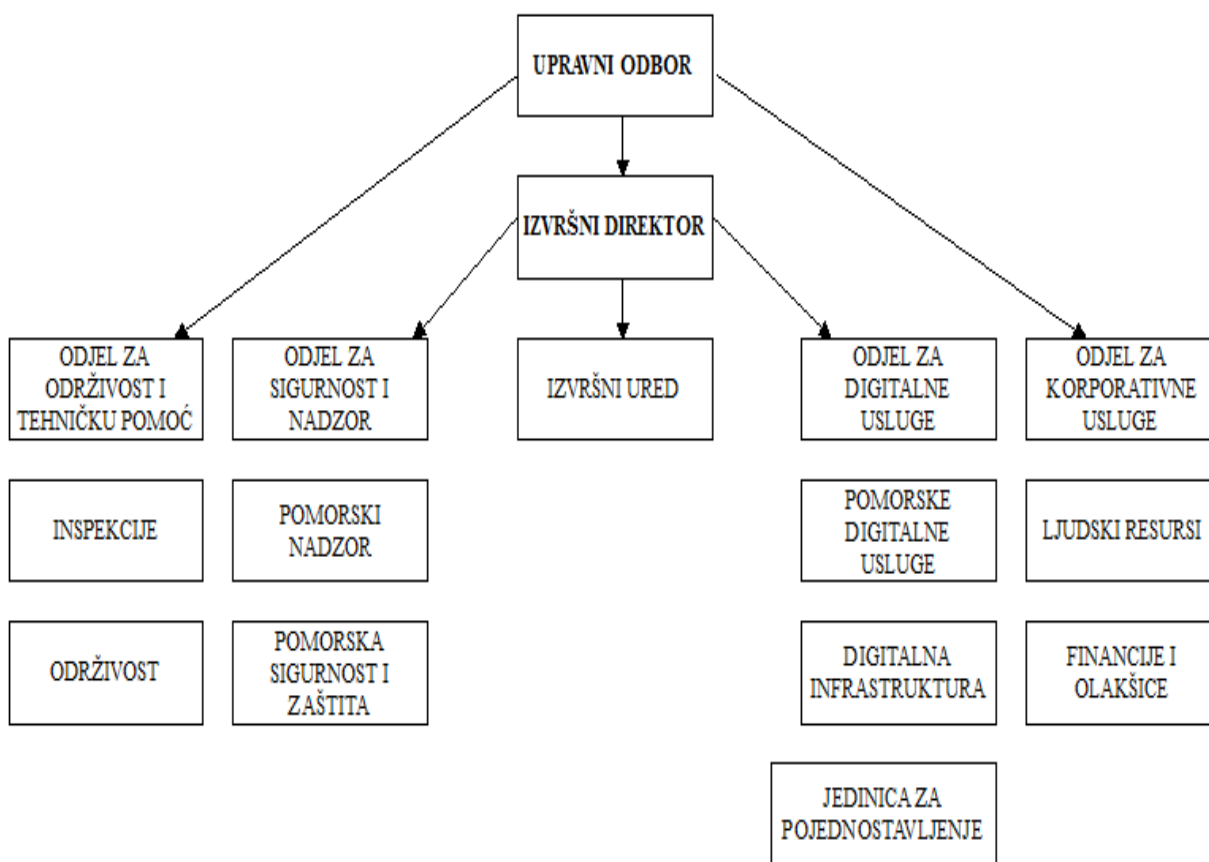 UPRAVNI ODBOR
IZVRŠNI DIREKTOR
ODJEL ZA
ODRŽIVOST I
TEHNIČKU POMOĆ
ODJEL ZA
SIGURNOST I
NADZOR
IZVRŠNI URED
ODJEL ZA
DIGITALNE
USLUGE
ODJEL ZA
KORPORATIVNE
USLUGE
INSPEKCIJE
POMORSKI
NADZOR
POMORSKE
DIGITALNE
USLUGE
LJUDSKI RESURSI
ODRŽIVOST
POMORSKA
SIGURNOST I
ZAŠTITA
DIGITALNA
INFRASTRUKTURA
FINANCIJE I
OLAKŠICE
JEDINICA ZA
POJEDNOSTAVLJENJE